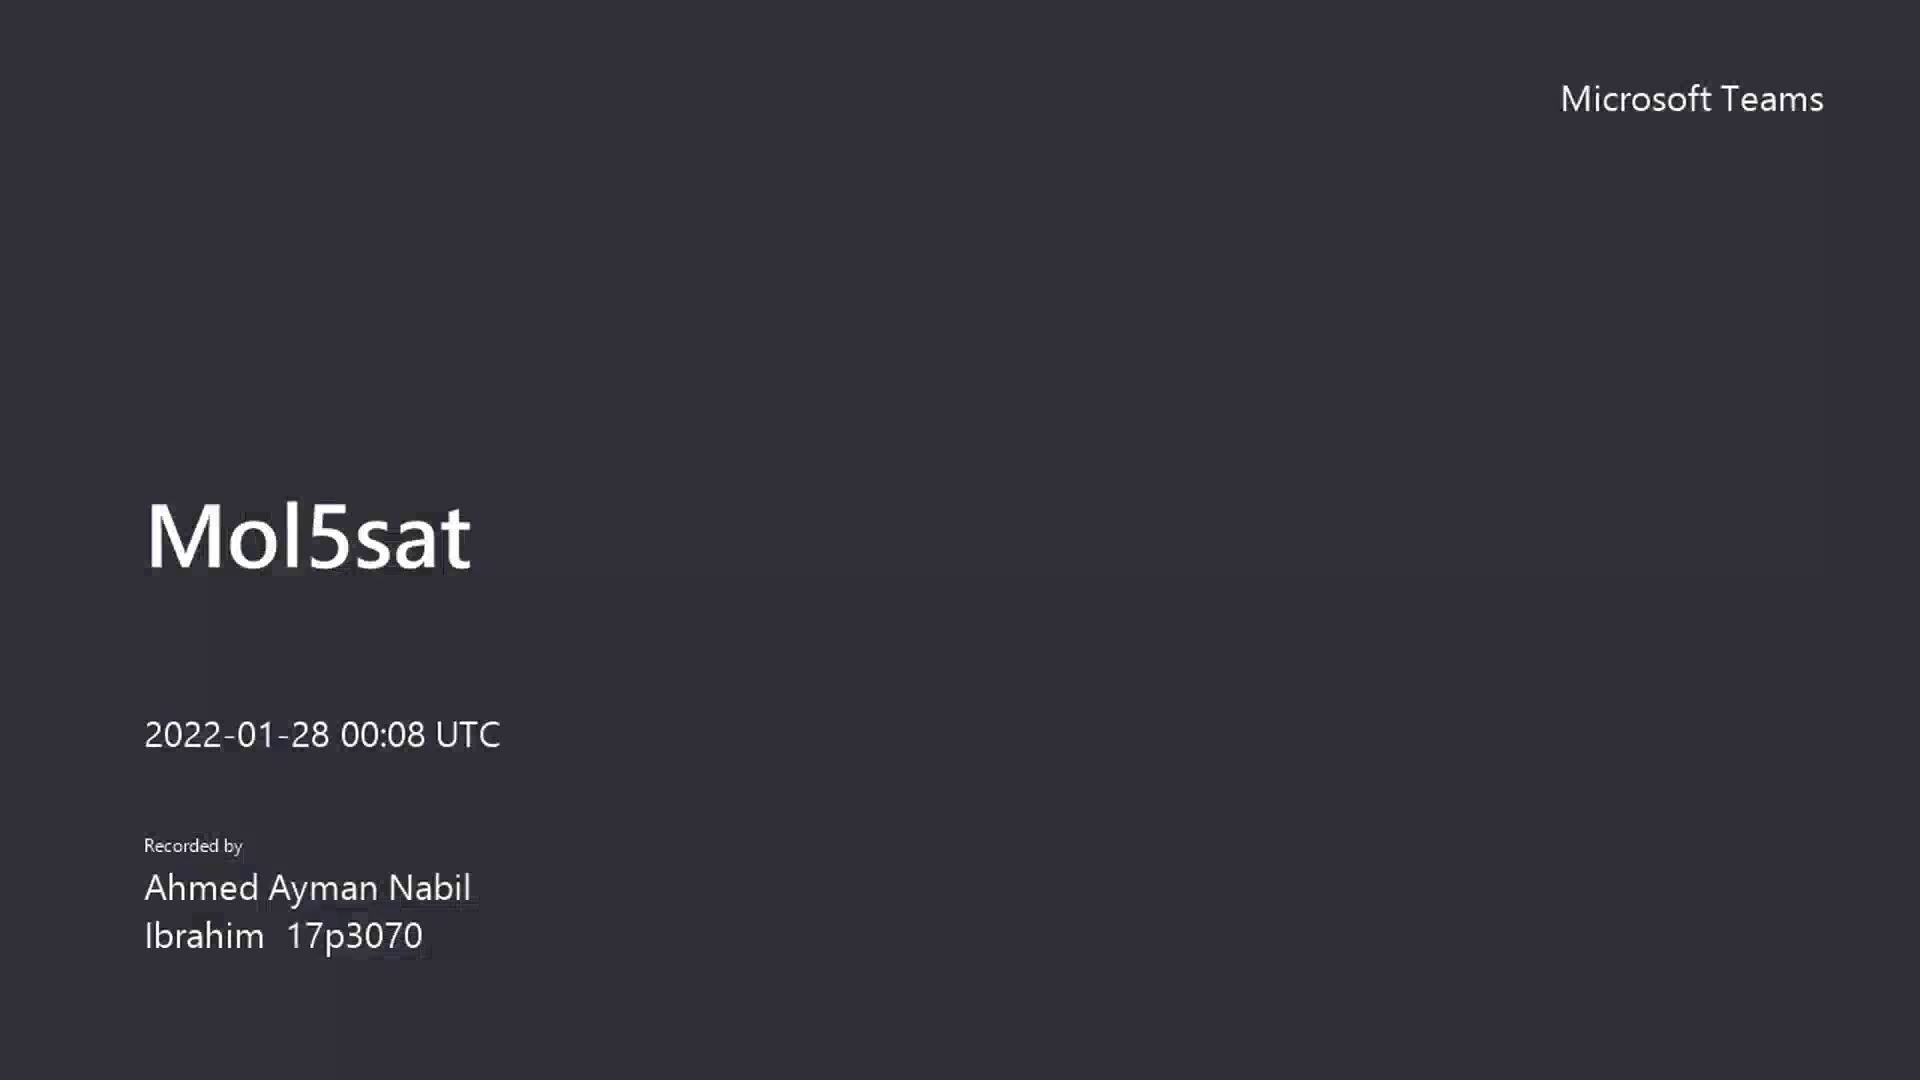 Microsoft Teams
Mol5sat
2022-01-28 00:08 UTC
Recorded by
Ahmed Ayman Nabil
Ibrahim 17p3070